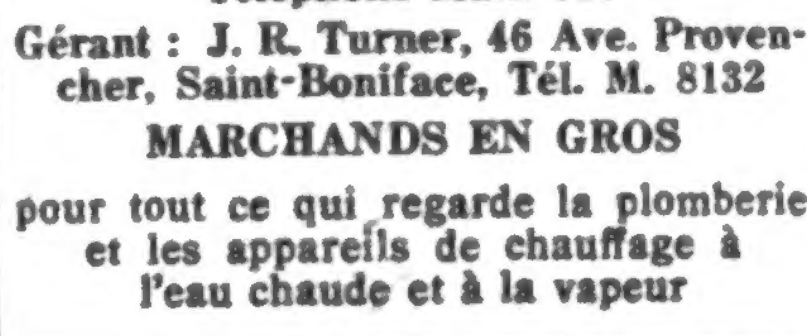 Gérant : J. R. Turner, 46 Ave. Proven-
cher, Saint-Boniface, Tél. M. 8132
MARCHANDS EN GROS
pour tout ce qui regarde la plomberie
et les appareils de chauffage à
l'eau chaude et à la vapeur